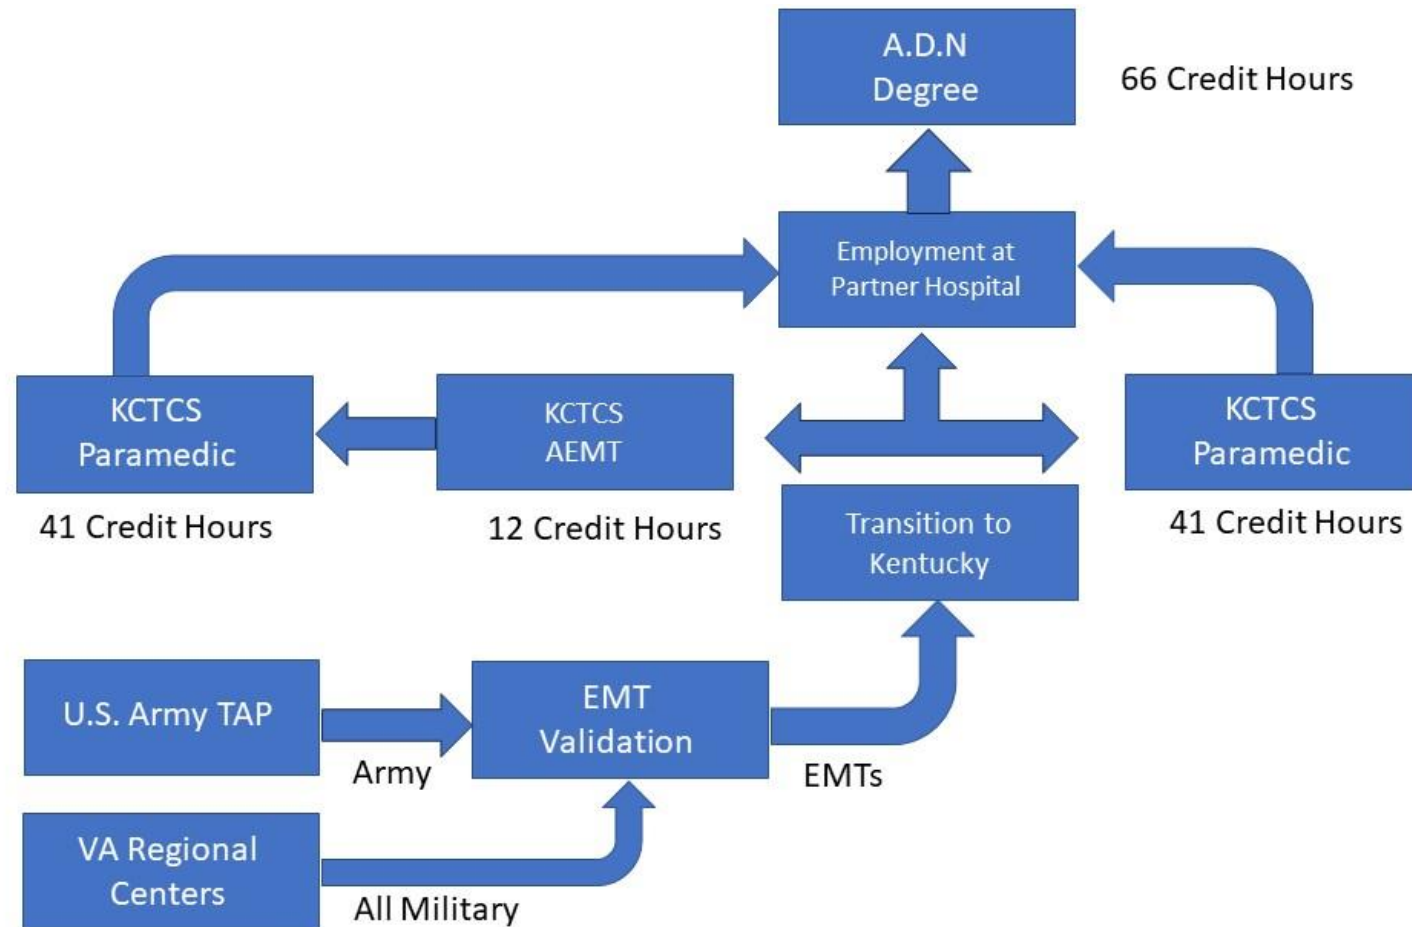 A.D.N
Degree
66 Credit Hours
Employment at
Partner Hospital
KCTCS
Paramedic
41 Credit Hours
KCTCS
AEMT
12 Credit Hours
Transition to
Kentucky
KCTCS
Paramedic
41 Credit Hours
U.S. Army TAP
Army
EMT
Validation
EMTs
VA Regional
Centers
All Military